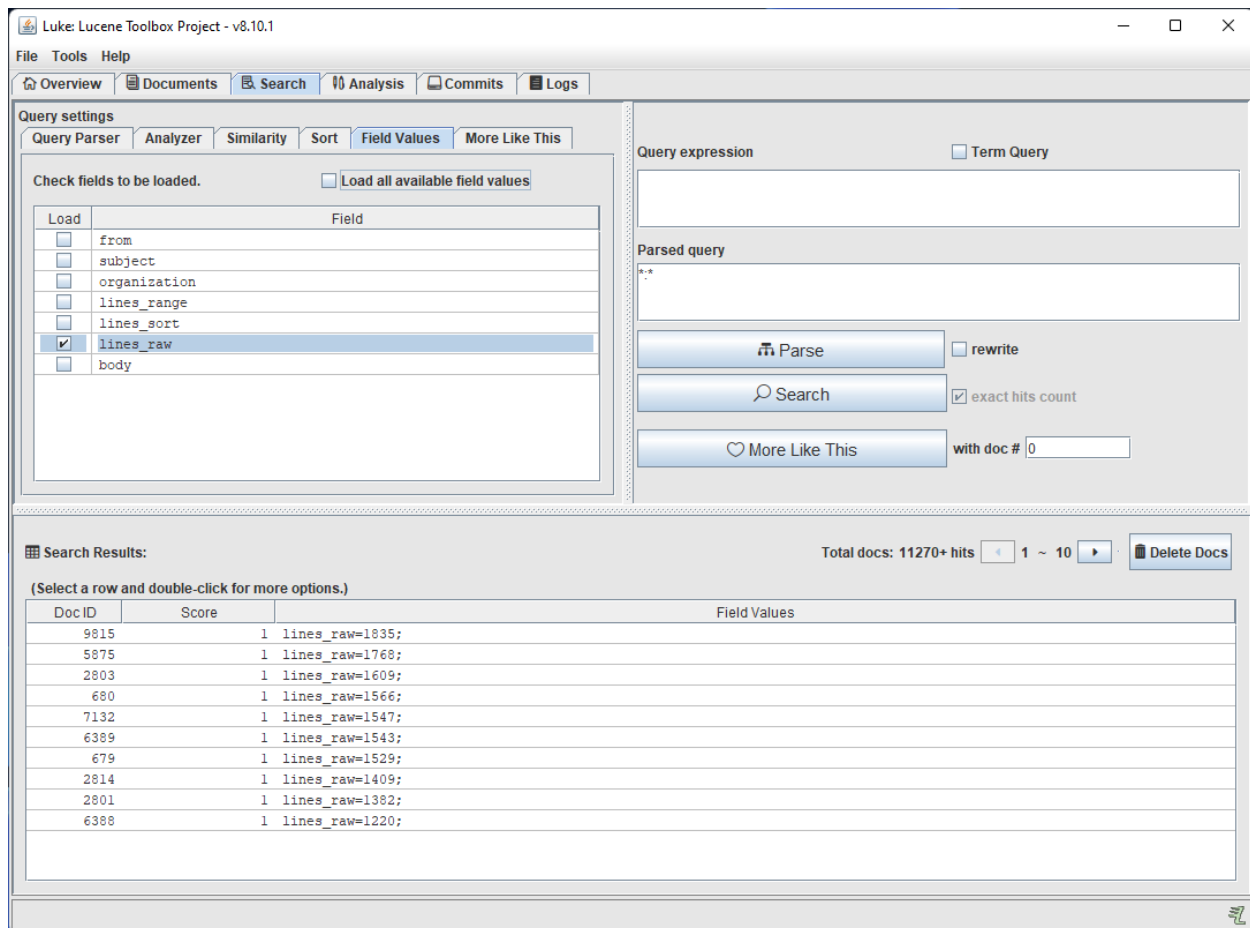 Luke: Lucene Toolbox Project - v8.10.1
File Tools Help
Overview Documents Search Analysis Commits Logs
Query settings
Query Parser Analyzer Similarity Sort Field Values More Like This
Check fields to be loaded. Load all available field values
Load Field
from
subject
organization
lines_range
lines_sort
lines_raw
body
Query expression Term Query
Parsed query
*:*
Parse rewrite
Search exact hits count
More Like This with doc # 0
Search Results: Total docs: 11270+ hits 1 ~ 10 Delete Docs
(Select a row and double-click for more options.)
Doc ID Score Field Values
9815 1 lines_raw=1835;
5875 1 lines_raw=1768;
2803 1 lines_raw=1609;
680 1 lines_raw=1566;
7132 1 lines_raw=1547;
6389 1 lines_raw=1543;
679 1 lines_raw=1529;
2814 1 lines_raw=1409;
2801 1 lines_raw=1382;
6388 1 lines_raw=1220;